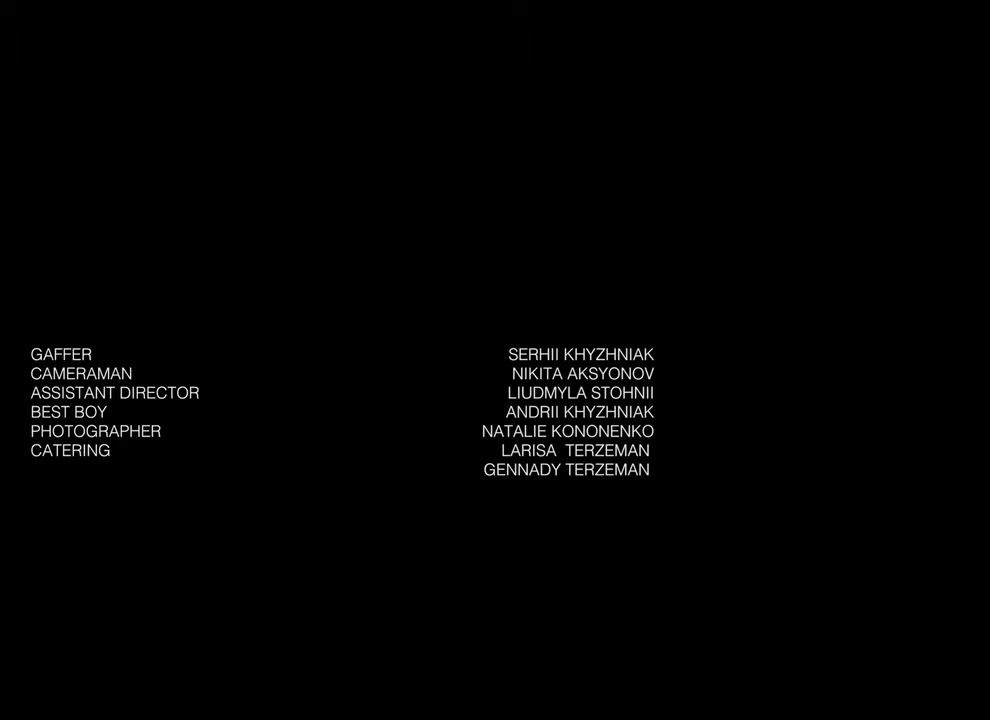 GAFFER SERHII KHYZHNIAK
CAMERAMAN NIKITA AKSYONOV
ASSISTANT DIRECTOR LIUDMYLA STOHNII
BEST BOY ANDRII KHYZHNIAK
PHOTOGRAPHER NATALIE KONONENKO
CATERING LARISA TERZEMAN
GENNADY TERZEMAN